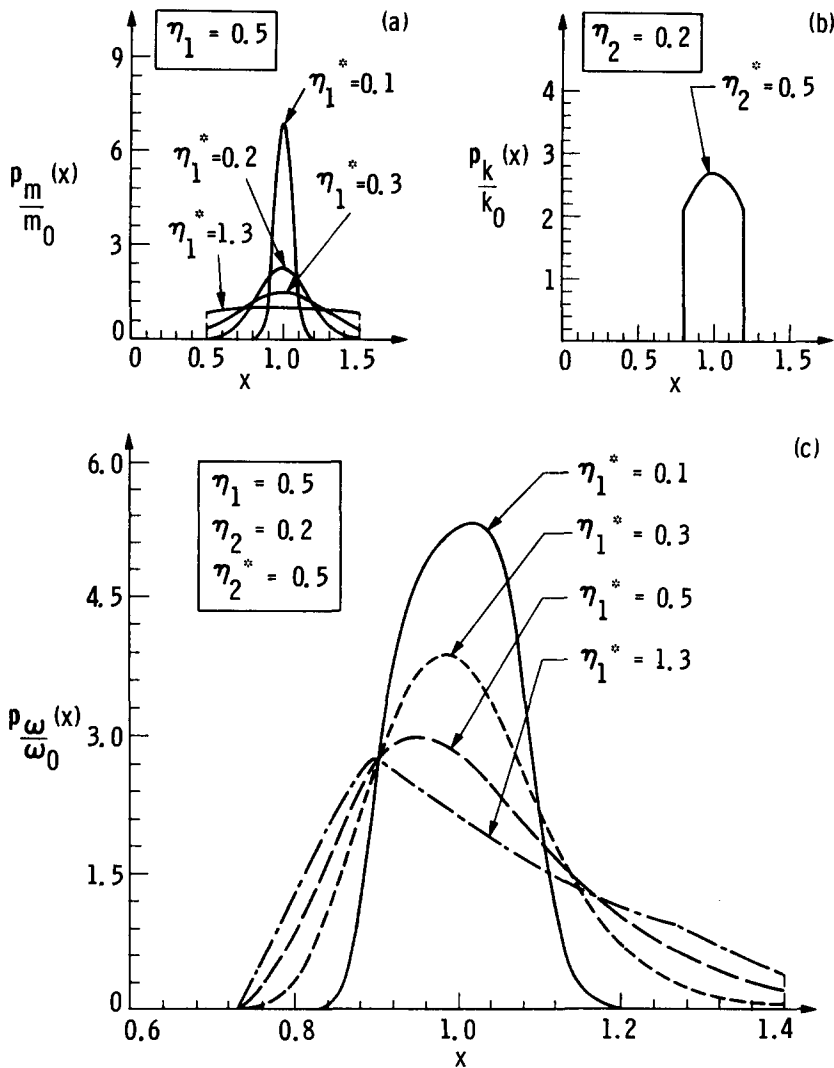 (a)
η₁ = 0.5
η₁* = 0.1
η₁* = 0.2
η₁* = 0.3
η₁* = 1.3
p_m/m₀ (x)
9
6
3
0
0 0.5 1.0 1.5
x
(b)
η₂ = 0.2
η₂* = 0.5
p_k/k₀ (x)
4
3
2
1
0 0.5 1.0 1.5
x
(c)
η₁ = 0.5
η₂ = 0.2
η₂* = 0.5
η₁* = 0.1
η₁* = 0.3
η₁* = 0.5
η₁* = 1.3
p_ω/ω₀ (x)
6.0
4.5
3.0
1.5
0
0.6 0.8 1.0 1.2 1.4
x